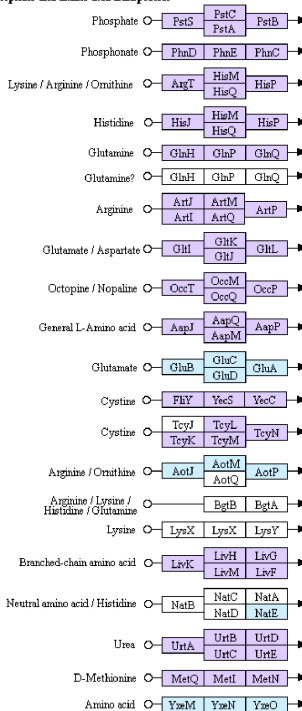 Phosphate PstS PstC PstB
PstA
Phosphonate PhnD PhnE PhnC
Lysine / Arginine / Ornithine ArgT HisM HisP
HisQ
Histidine HisJ HisM HisP
HisQ
Glutamine GlnH GlnP GlnQ
Glutamine? GlnH GlnP GlnQ
Arginine ArtJ ArtM ArtP
ArtI ArtQ
Glutamate / Aspartate GltI GltK GltL
GltJ
Octopine / Nopaline OccT OccM OccP
OccQ
General L-Amino acid AapJ AapQ AapP
AapM
Glutamate GluB GluC GluA
GluD
Cystine FliY YecS YecC
Cystine TcyJ TcyL TcyN
TcyK TcyM
Arginine / Ornithine AotJ AotM AotP
AotQ
Arginine / Lysine /
Histidine / Glutamine BgtB BgtA
Lysine LysX LysX LysY
Branched-chain amino acid LivK LivH LivG
LivM LivF
Neutral amino acid / Histidine NatB NatC NatA
NatD NatE
Urea UrtA UrtB UrtD
UrtC UrtE
D-Methionine MetQ MetI MetN
Amino acid YxeM YxeN YxeO